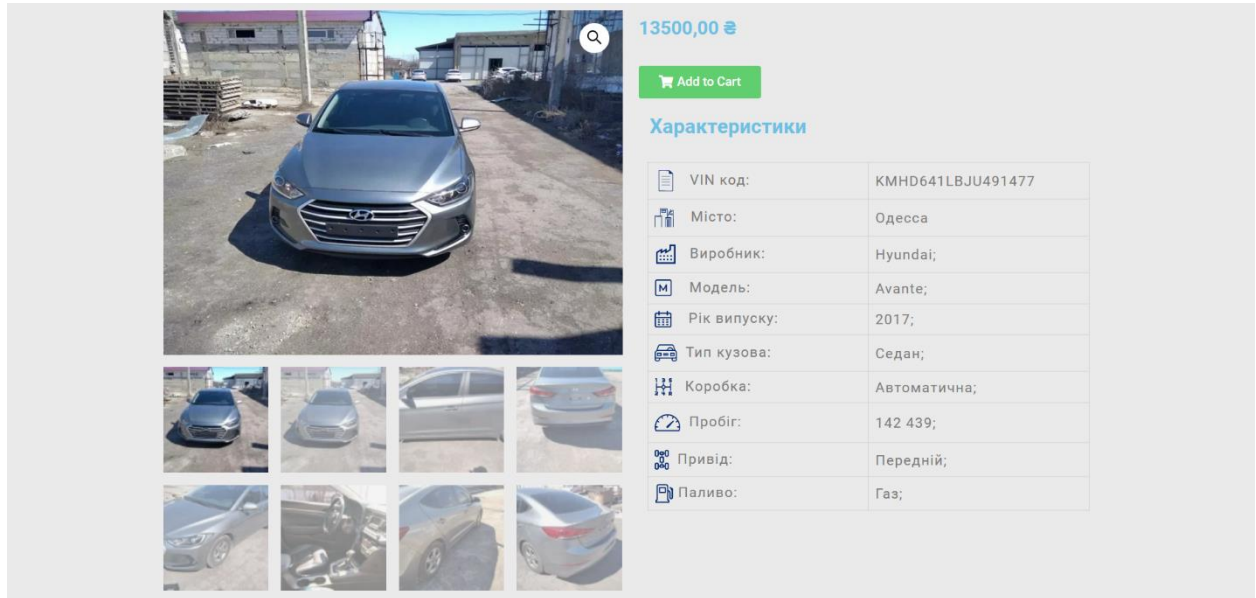 13500,00 ₴
Add to Cart
Характеристики
VIN код: KMHD641LBJU491477
Місто: Одесса
Виробник: Hyundai;
Модель: Avante;
Рік випуску: 2017;
Тип кузова: Седан;
Коробка: Автоматична;
Пробіг: 142 439;
Привід: Передній;
Паливо: Газ;